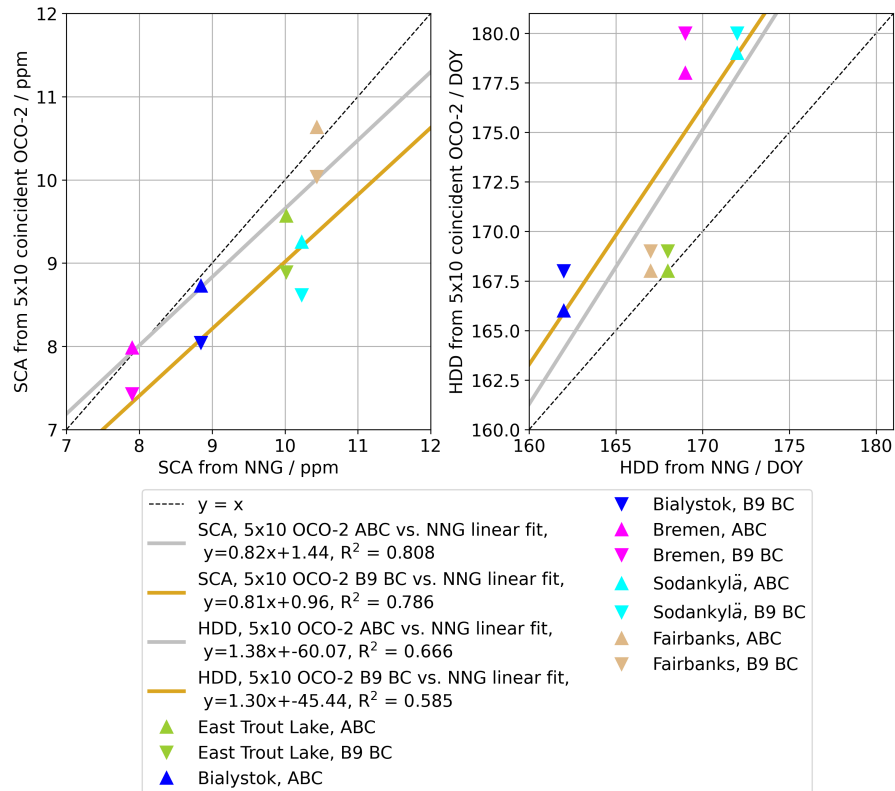 SCA from 5x10 coincident OCO-2 / ppm
12
11
10
9
8
7
7
8
9
10
11
12
SCA from NNG / ppm
HDD from 5x10 coincident OCO-2 / DOY
180.0
177.5
175.0
172.5
170.0
167.5
165.0
162.5
160.0
160
165
170
175
180
HDD from NNG / DOY
y = x
SCA, 5x10 OCO-2 ABC vs. NNG linear fit,
y=0.82x+1.44, R² = 0.808
SCA, 5x10 OCO-2 B9 BC vs. NNG linear fit,
y=0.81x+0.96, R² = 0.786
HDD, 5x10 OCO-2 ABC vs. NNG linear fit,
y=1.38x+-60.07, R² = 0.666
HDD, 5x10 OCO-2 B9 BC vs. NNG linear fit,
y=1.30x+-45.44, R² = 0.585
East Trout Lake, ABC
East Trout Lake, B9 BC
Bialystok, ABC
Bialystok, B9 BC
Bremen, ABC
Bremen, B9 BC
Sodankylä, ABC
Sodankylä, B9 BC
Fairbanks, ABC
Fairbanks, B9 BC